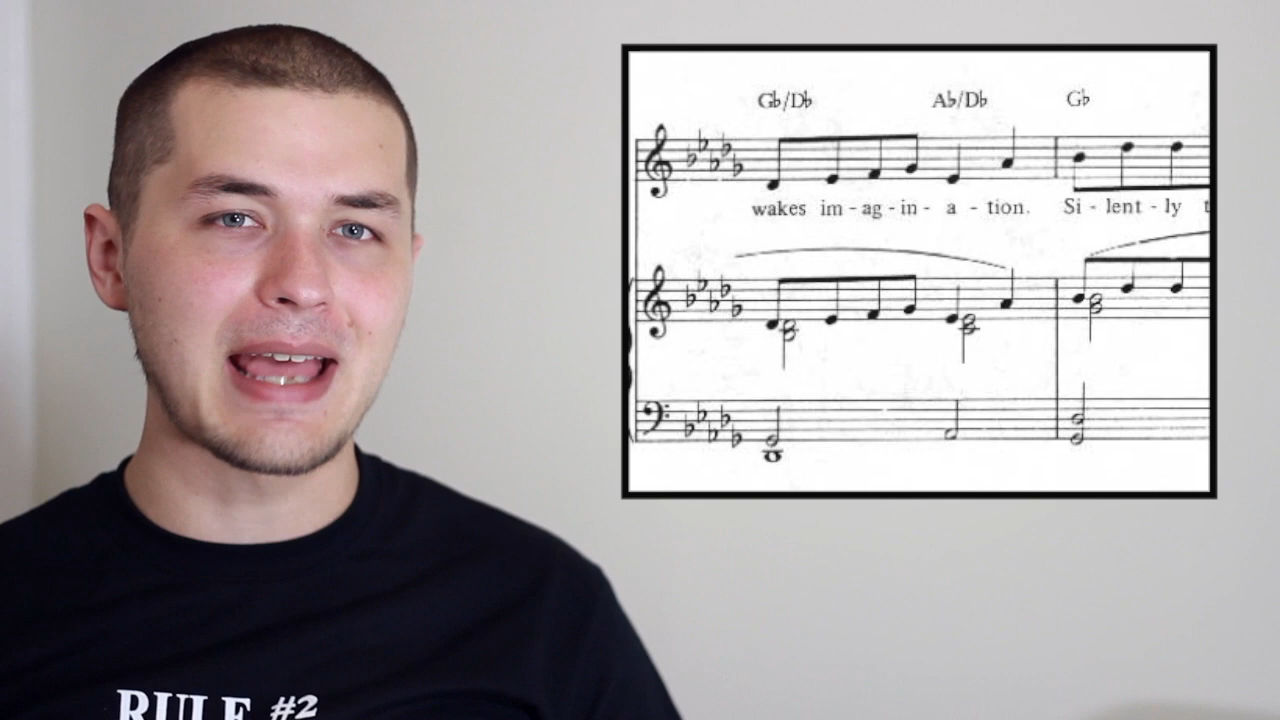 Gb/Db Ab/Db Gb
wakes im - ag - in - a - tion. Si - lent - ly t
RULE #2